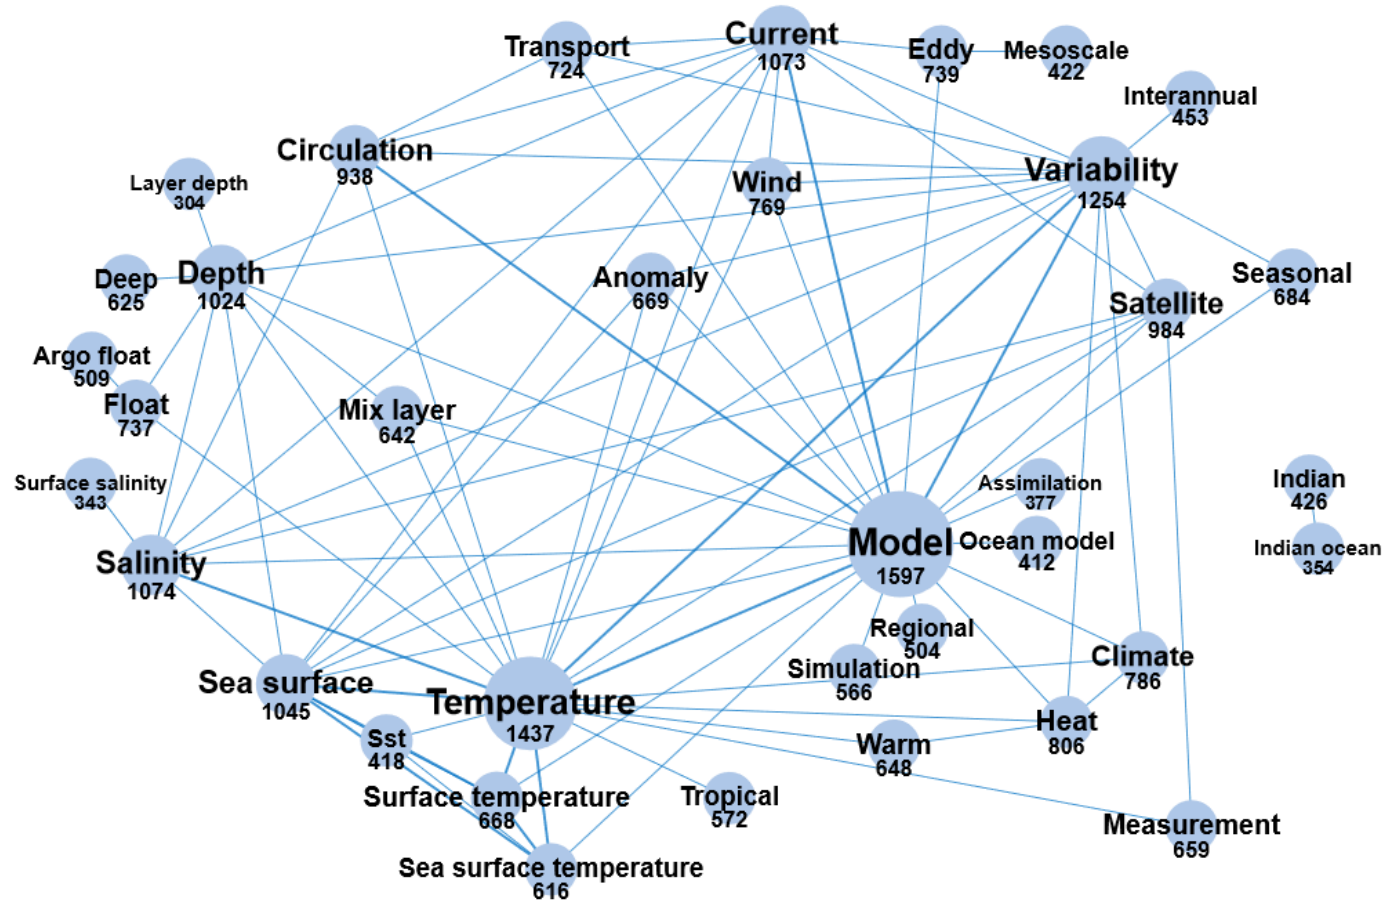 Current
1073
Transport
724
Eddy
739
Mesoscale
422
Interannual
453
Circulation
938
Variability
1254
Layer depth
304
Wind
769
Depth
1024
Deep
625
Anomaly
669
Seasonal
684
Satellite
984
Argo float
509
Float
737
Mix layer
642
Surface salinity
343
Assimilation
377
Indian
426
Salinity
1074
Model
1597
Ocean model
412
Indian ocean
354
Regional
504
Simulation
566
Climate
786
Sea surface
1045
Temperature
1437
Heat
806
Sst
418
Warm
648
Surface temperature
668
Tropical
572
Measurement
659
Sea surface temperature
616